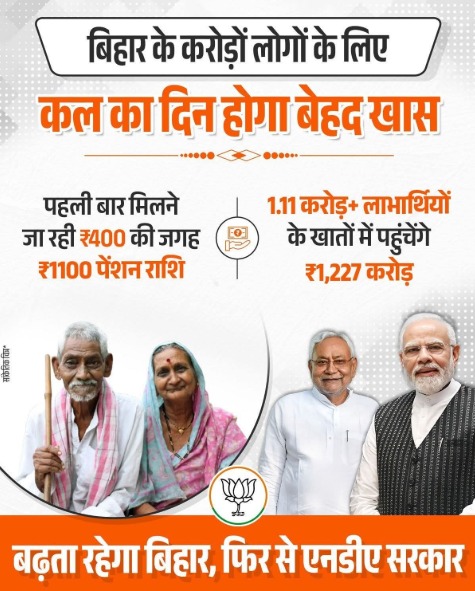 बिहार के करोड़ों लोगों के लिए
कल का दिन होगा बेहद खास
पहली बार मिलने
जा रही ₹400 की जगह
₹1100 पेंशन राशि
1.11 करोड़+ लाभार्थियों
के खातों में पहुंचेंगे
₹1,227 करोड़
सांकेतिक चित्र*
बढ़ता रहेगा बिहार, फिर से एनडीए सरकार